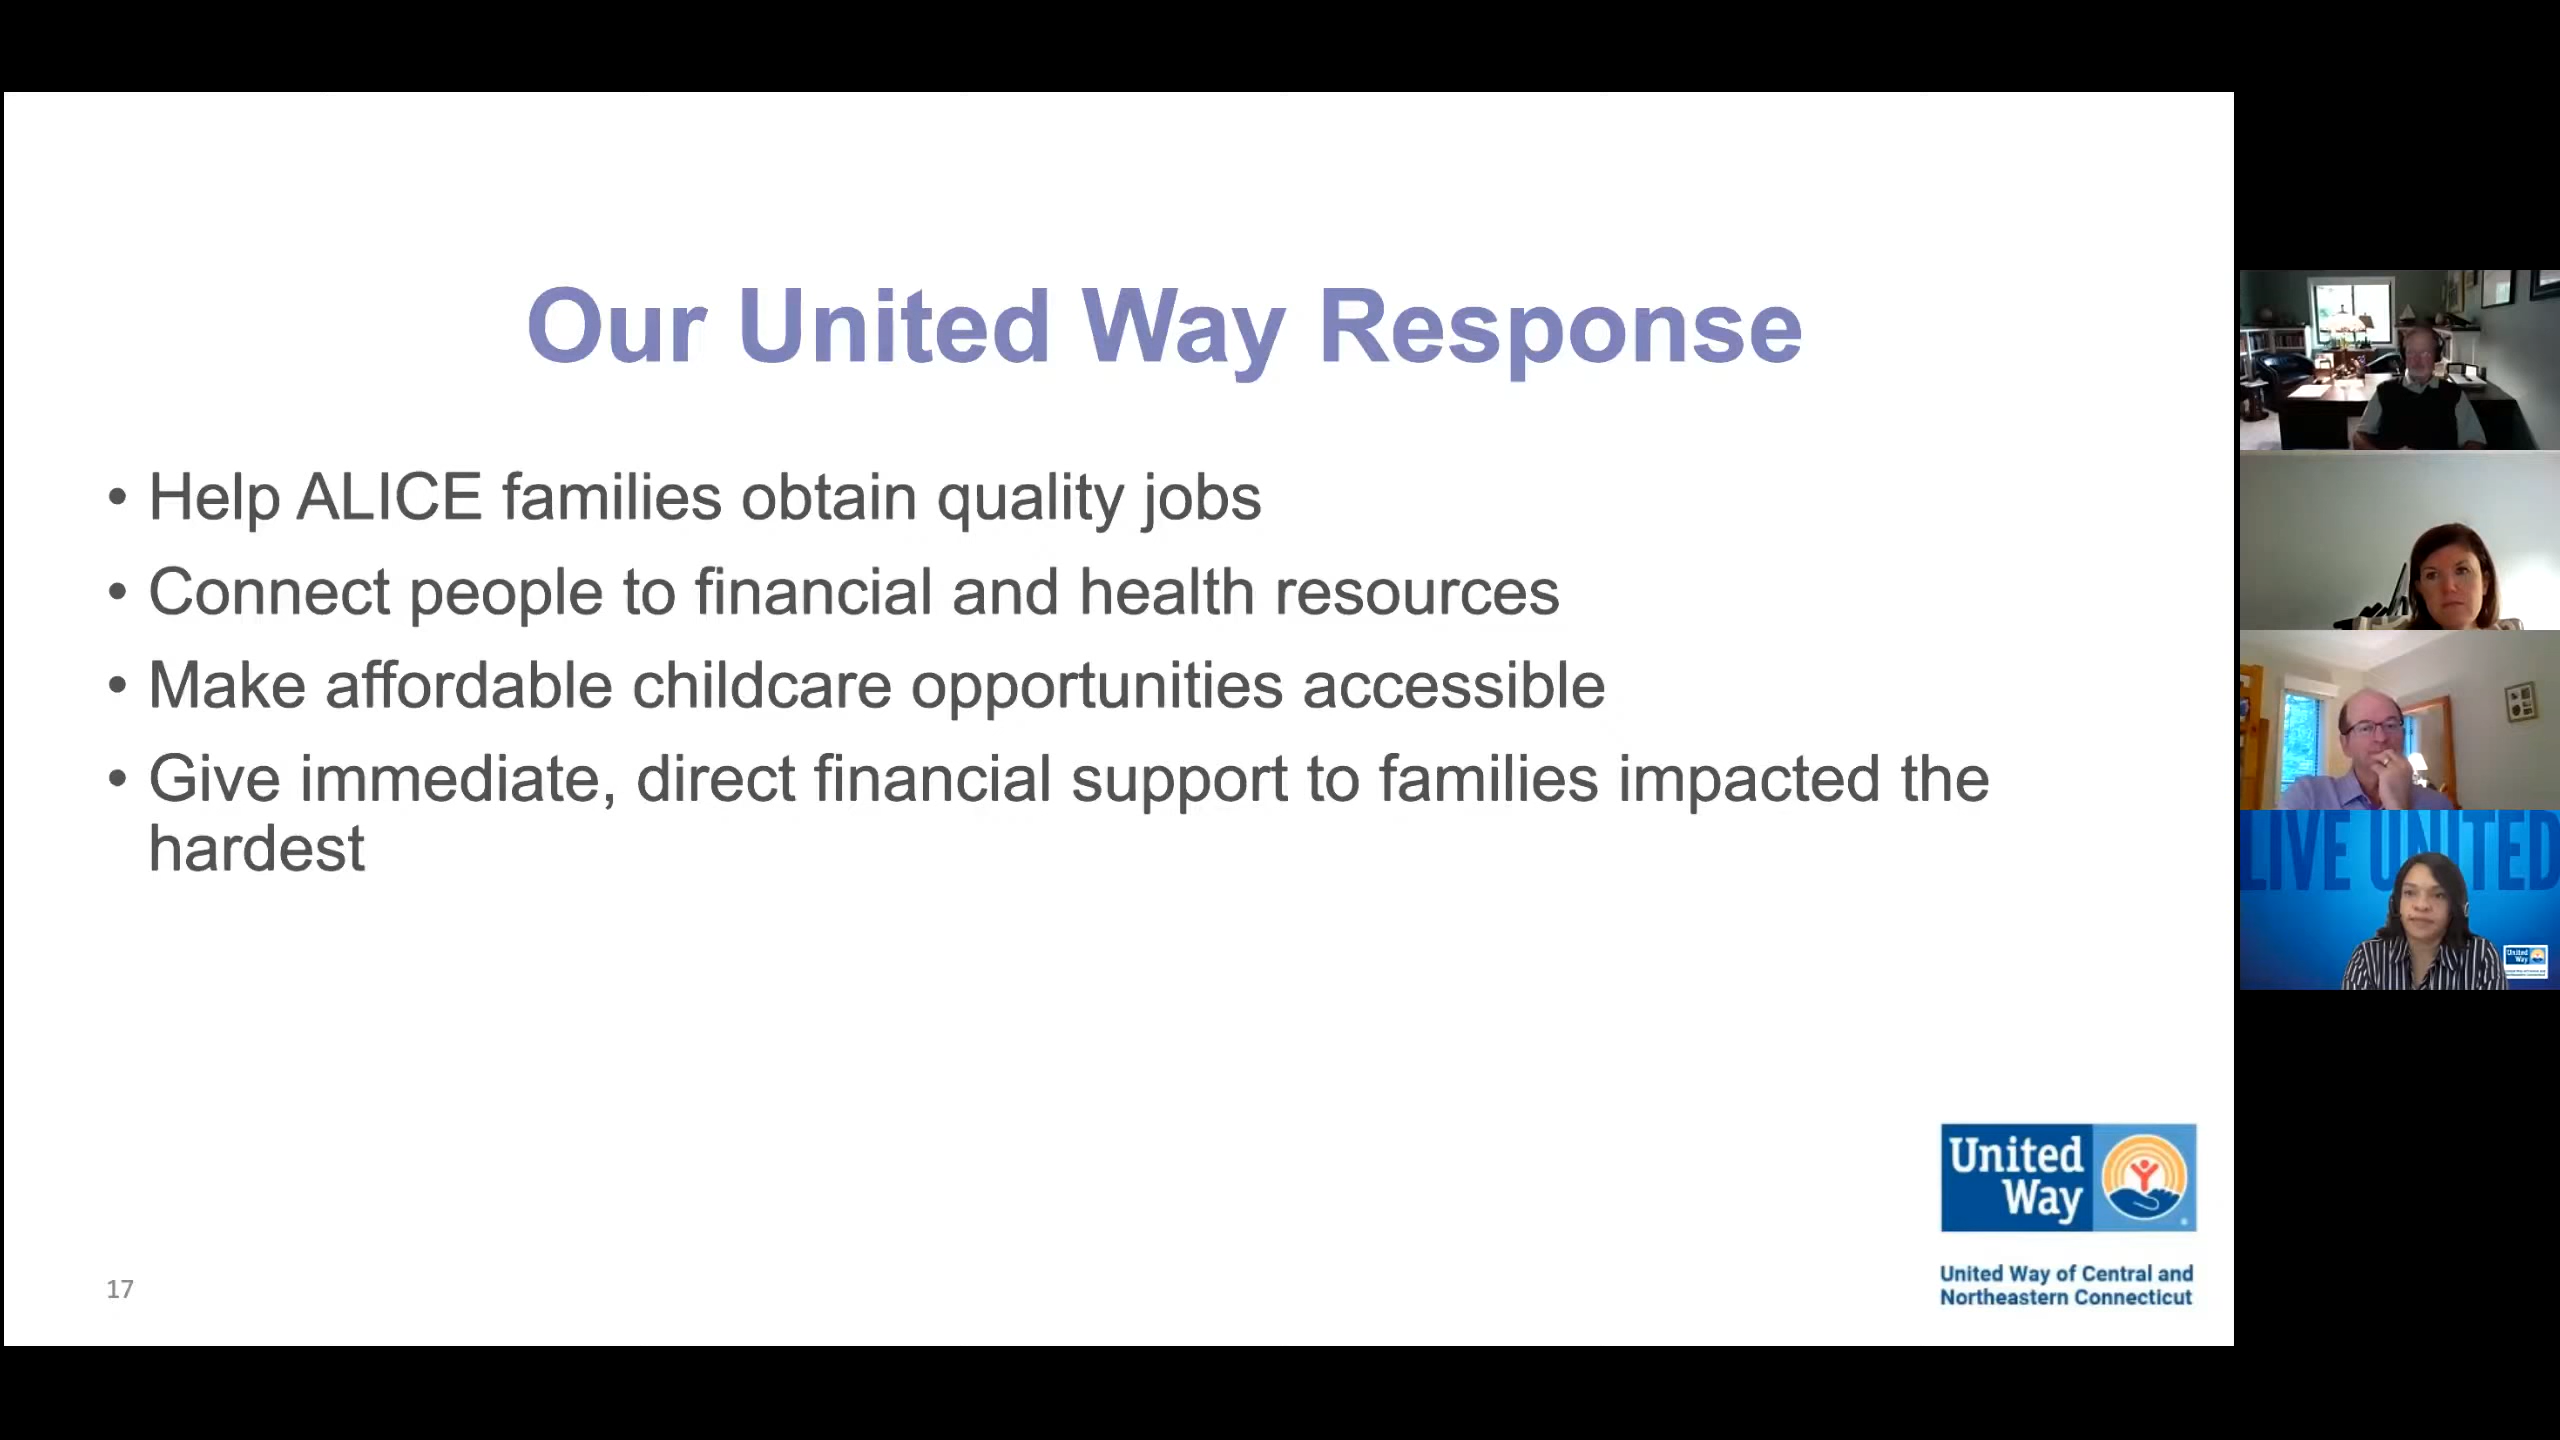 Our United Way Response
• Help ALICE families obtain quality jobs
• Connect people to financial and health resources
• Make affordable childcare opportunities accessible
• Give immediate, direct financial support to families impacted the
hardest
United
Way
United Way of Central and
Northeastern Connecticut
17
LIVE UNITED
United
Way